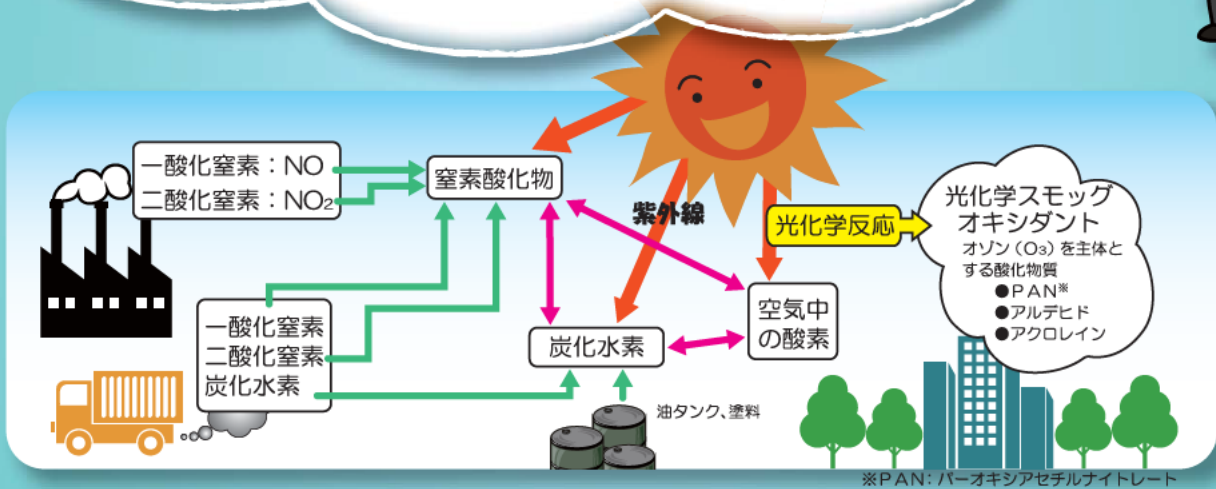 一酸化窒素：NO
二酸化窒素：NO₂
窒素酸化物
紫外線
光化学反応
光化学スモッグ
オキシダント
オゾン（O₃）を主体と
する酸化物質
●PAN※
●アルデヒド
●アクロレイン
一酸化窒素
二酸化窒素
炭化水素
炭化水素
空気中
の酸素
油タンク、塗料
※PAN：パーオキシアセチルナイトレート